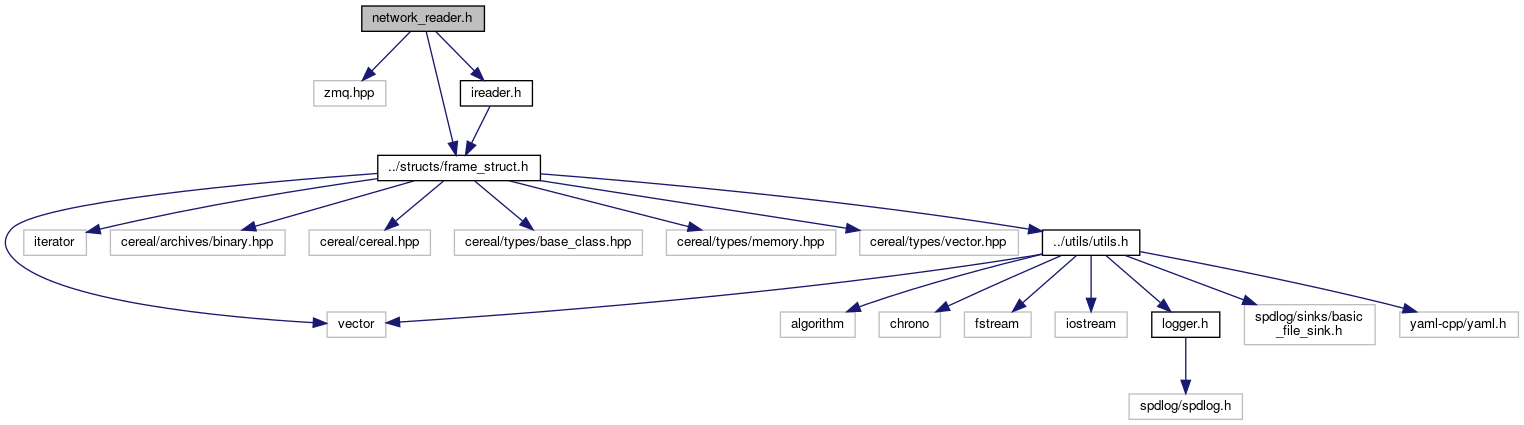 network_reader.h
zmq.hpp
ireader.h
../structs/frame_struct.h
iterator
cereal/archives/binary.hpp
cereal/cereal.hpp
cereal/types/base_class.hpp
cereal/types/memory.hpp
cereal/types/vector.hpp
../utils/utils.h
vector
algorithm
chrono
fstream
iostream
logger.h
spdlog/sinks/basic
_file_sink.h
yaml-cpp/yaml.h
spdlog/spdlog.h